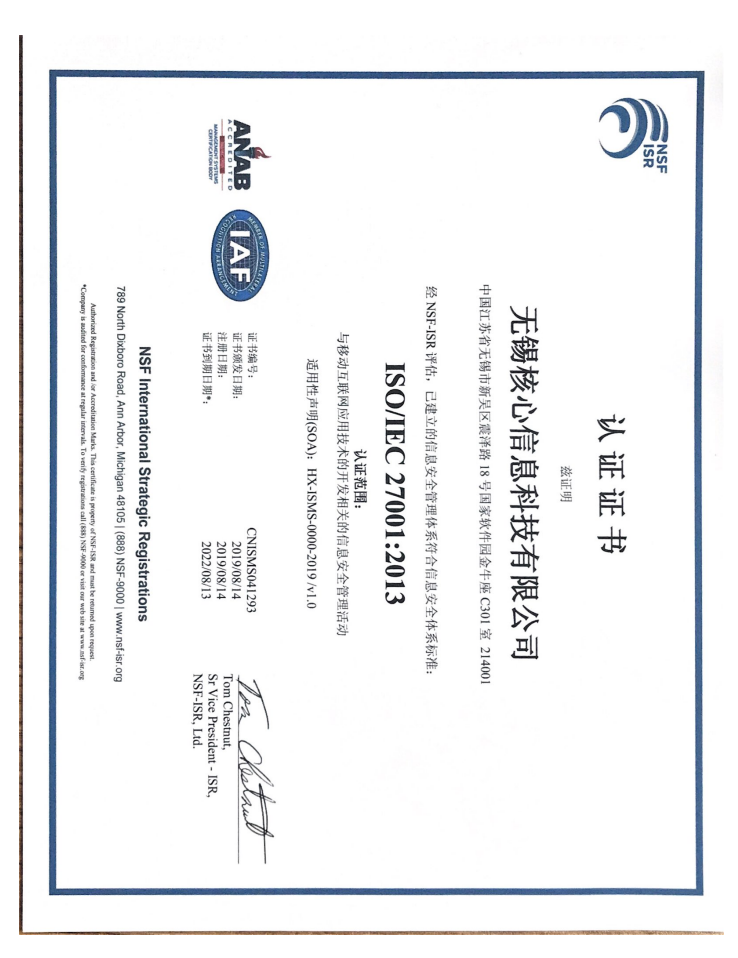 NSF
ISR
认 证 证 书
兹证明
无锡核心信息科技有限公司
中国江苏省无锡市新吴区震泽路 18 号国家软件园金牛座 C301 室 214001
经 NSF-ISR 评估，已建立的信息安全管理体系符合信息安全体系标准：
ISO/IEC 27001:2013
认证范围：
与移动互联网应用技术的开发相关的信息安全管理活动
适用性声明(SOA)：HX-ISMS-0000-2019 /v1.0
ANAB
ACCREDITED
MANAGEMENT SYSTEMS
CERTIFICATION BODY
MEMBER OF MULTILATERAL
IAF
RECOGNITION ARRANGEMENT
证书编号： CNISMS041293
证书颁发日期： 2019/08/14
注册日期： 2019/08/14
证书到期日期*： 2022/08/13
Tom Chestnut
Tom Chestnut,
Sr Vice President - ISR,
NSF-ISR, Ltd.
NSF International Strategic Registrations
789 North Dixboro Road, Ann Arbor, Michigan 48105 | (888) NSF-9000 | www.nsf-isr.org
Authorized Registration and /or Accreditation Marks. This certificate is property of NSF-ISR and must be returned upon request.
*Company is audited for conformance at regular intervals. To verify registrations call (888) NSF-9000 or visit our web site at www.nsf-isr.org